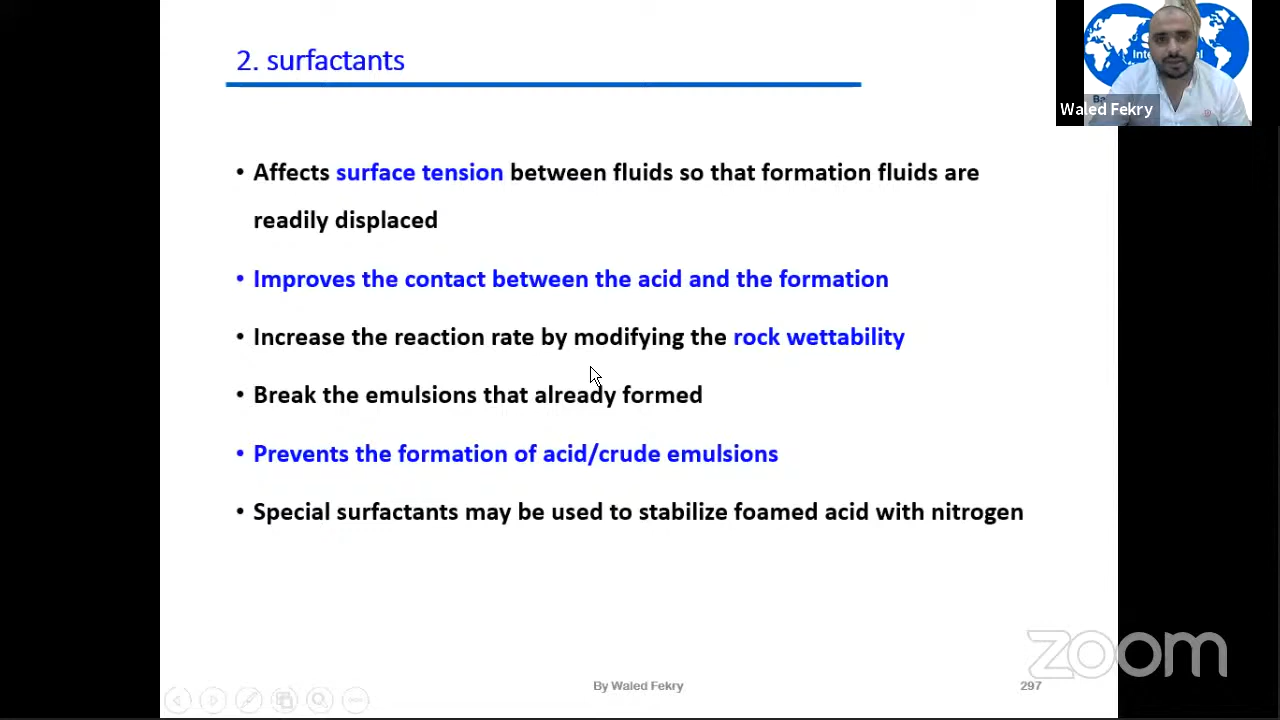 2. surfactants
Waled Fekry
• Affects surface tension between fluids so that formation fluids are
readily displaced
• Improves the contact between the acid and the formation
• Increase the reaction rate by modifying the rock wettability
• Break the emulsions that already formed
• Prevents the formation of acid/crude emulsions
• Special surfactants may be used to stabilize foamed acid with nitrogen
zoom
By Waled Fekry
297